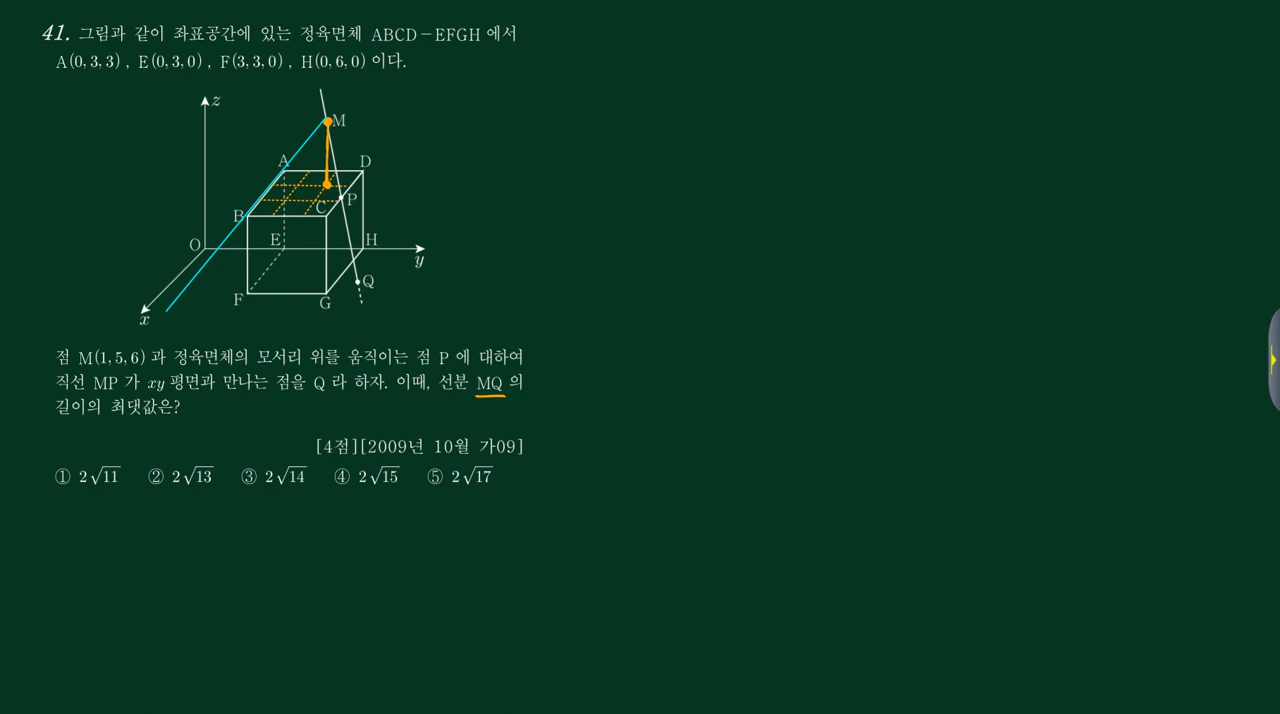 41. 그림과 같이 좌표공간에 있는 정육면체 ABCD-EFGH 에서
A(0, 3, 3), E(0, 3, 0), F(3, 3, 0), H(0, 6, 0) 이다.
z
M
A
D
B
C
P
O
E
H
y
Q
F
G
x
점 M(1, 5, 6) 과 정육면체의 모서리 위를 움직이는 점 P 에 대하여
직선 MP 가 xy 평면과 만나는 점을 Q 라 하자. 이때, 선분 MQ 의
길이의 최댓값은?
[4점][2009년 10월 가09]
① 2√11 ② 2√13 ③ 2√14 ④ 2√15 ⑤ 2√17